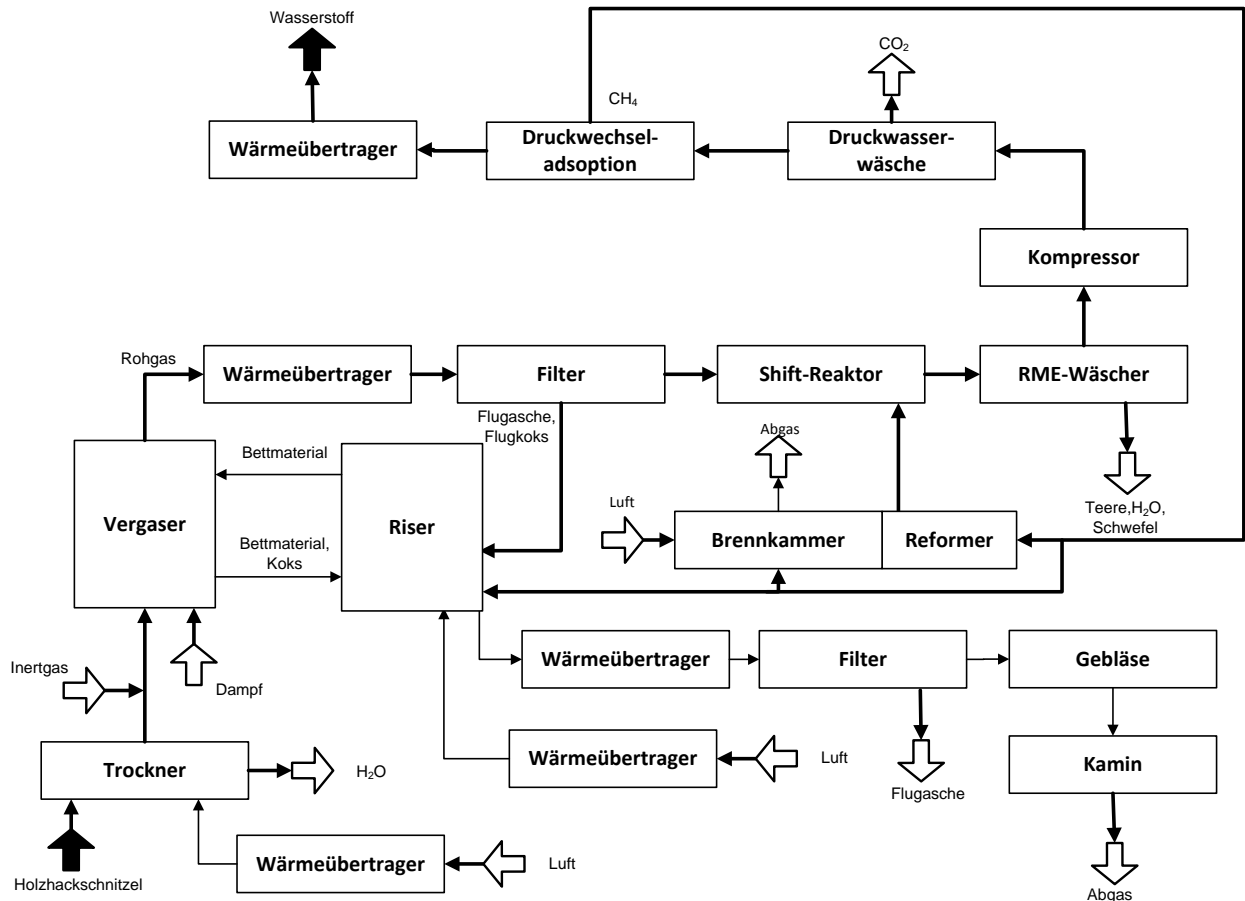 Wasserstoff
CO₂
CH₄
Wärmeübertrager
Druckwechsel-
adsoption
Druckwasser-
wäsche
Kompressor
Rohgas
Wärmeübertrager
Filter
Shift-Reaktor
RME-Wäscher
Flugasche,
Flugkoks
Abgas
Bettmaterial
Luft
Teere,H₂O,
Schwefel
Vergaser
Riser
Brennkammer
Reformer
Bettmaterial,
Koks
Inertgas
Dampf
Wärmeübertrager
Filter
Gebläse
Trockner
H₂O
Wärmeübertrager
Luft
Kamin
Flugasche
Holzhackschnitzel
Wärmeübertrager
Luft
Abgas